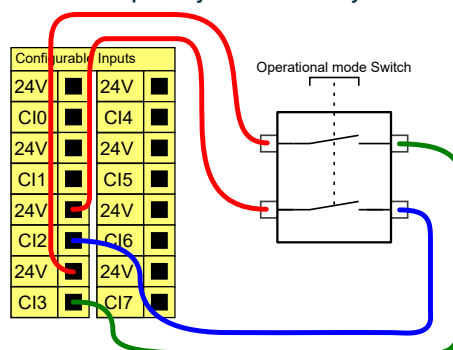 Configurable Inputs
24V 24V
CI0 CI4
24V 24V
CI1 CI5
24V 24V
CI2 CI6
24V 24V
CI3 CI7
Operational mode Switch